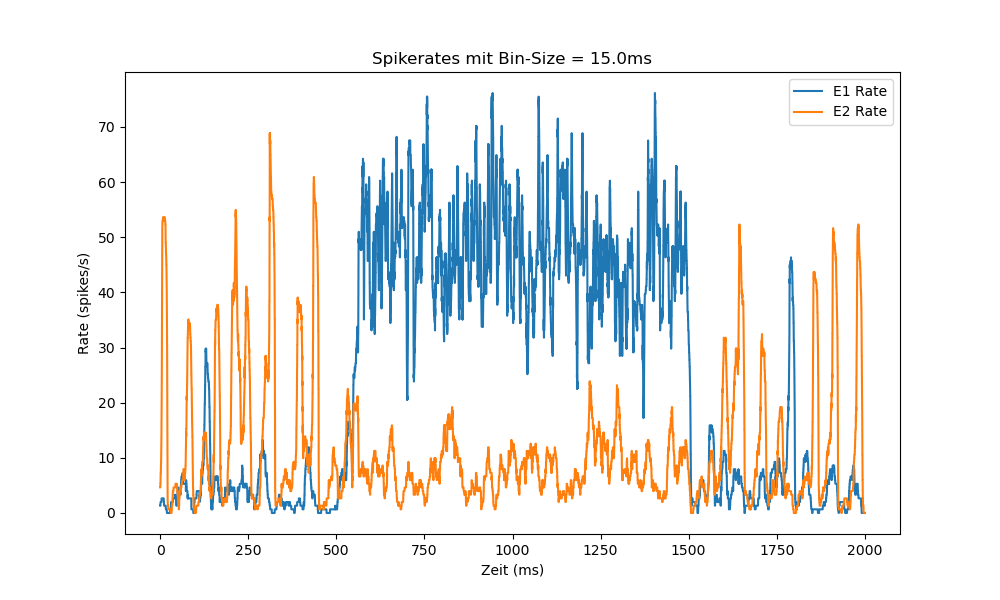 Spikerates mit Bin-Size = 15.0ms
E1 Rate
E2 Rate
Rate (spikes/s)
70
60
50
40
30
20
10
0
0 250 500 750 1000 1250 1500 1750 2000
Zeit (ms)